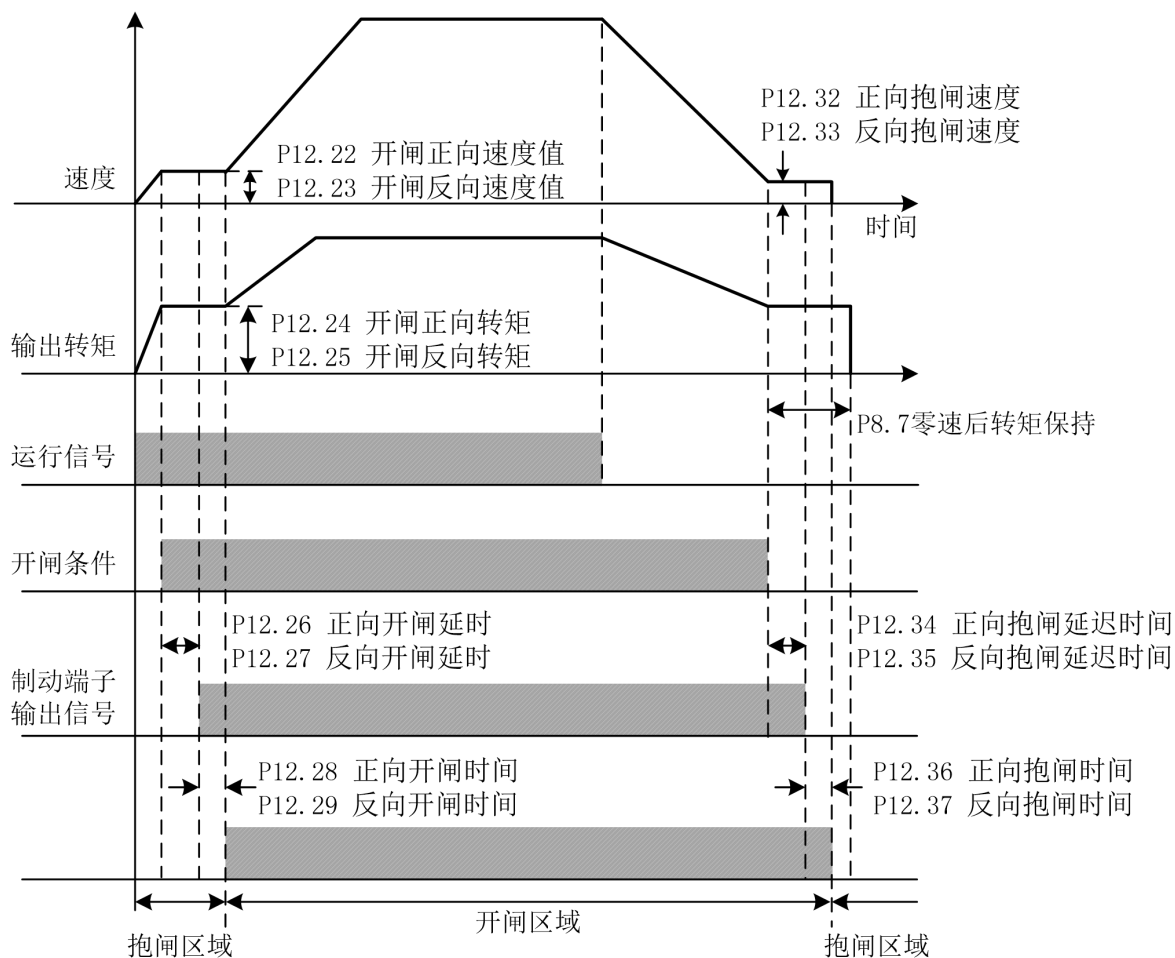 P12.32 正向抱闸速度
P12.33 反向抱闸速度
P12.22 开闸正向速度值
P12.23 开闸反向速度值
速度
时间
P12.24 开闸正向转矩
P12.25 开闸反向转矩
输出转矩
P8.7零速后转矩保持
运行信号
开闸条件
P12.26 正向开闸延时
P12.27 反向开闸延时
P12.34 正向抱闸延迟时间
P12.35 反向抱闸延迟时间
制动端子
输出信号
P12.28 正向开闸时间
P12.29 反向开闸时间
P12.36 正向抱闸时间
P12.37 反向抱闸时间
抱闸区域
开闸区域
抱闸区域